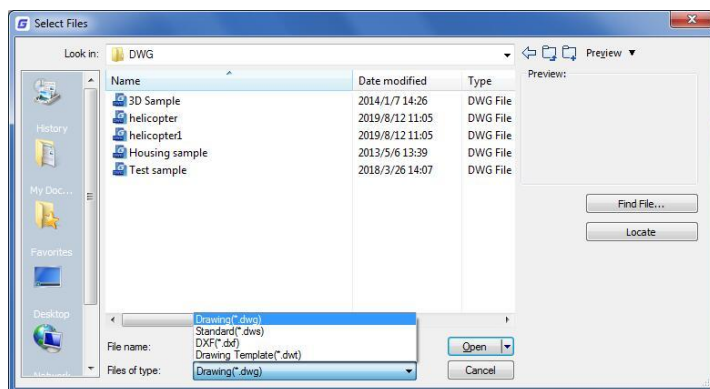 Select Files
Look in: DWG Preview ▼
Name Date modified Type Preview:
3D Sample 2014/1/7 14:26 DWG File
helicopter 2019/8/12 11:05 DWG File
helicopter1 2019/8/12 11:05 DWG File
Housing sample 2013/5/6 13:39 DWG File
Test sample 2018/3/26 14:07 DWG File
History
My Doc...
Favorites
Desktop
Network
Find File...
Locate
Drawing(*.dwg)
Standard(*.dws)
DXF(*.dxf)
Drawing Template(*.dwt)
File name: Open
Files of type: Drawing(*.dwg) Cancel